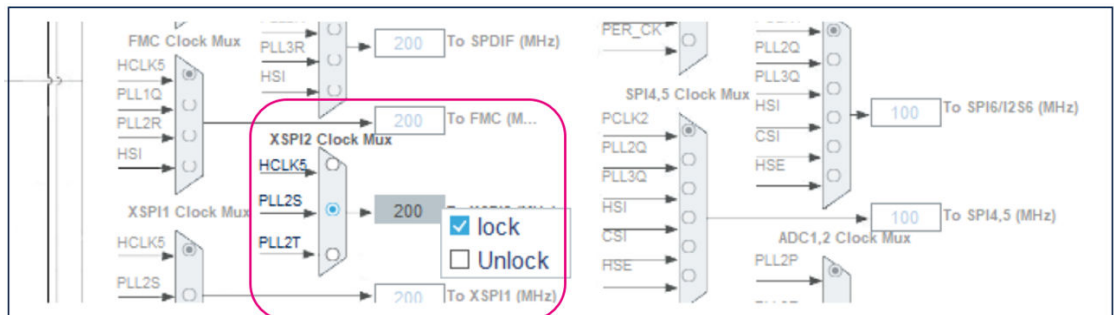 FMC Clock Mux
HCLK5
PLL1Q
PLL2R
HSI
PLL3R
HSI
200
To SPDIF (MHz)
200
To FMC (M...
XSPI2 Clock Mux
HCLK5
PLL2S
PLL2T
200
lock
Unlock
XSPI1 Clock Mux
HCLK5
PLL2S
200
To XSPI1 (MHz)
PER_CK
SPI4,5 Clock Mux
PCLK2
PLL2Q
PLL3Q
HSI
CSI
HSE
PLL2Q
PLL3Q
HSI
CSI
HSE
100
To SPI6/I2S6 (MHz)
100
To SPI4,5 (MHz)
ADC1,2 Clock Mux
PLL2P